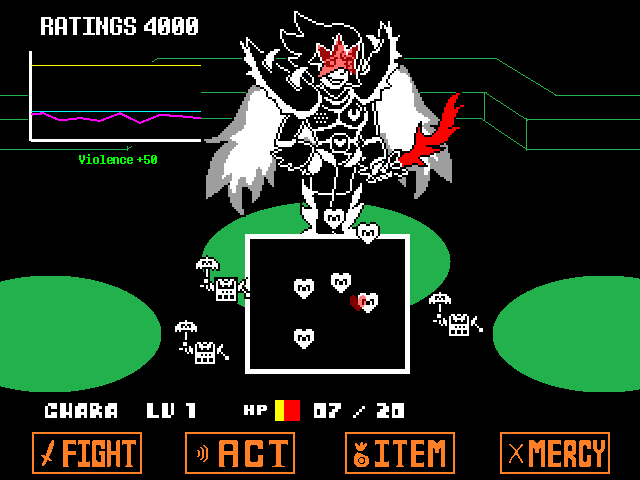 RATINGS 4000
Violence +50
CHARA LV 1 HP 07 / 20
FIGHT ACT ITEM MERCY